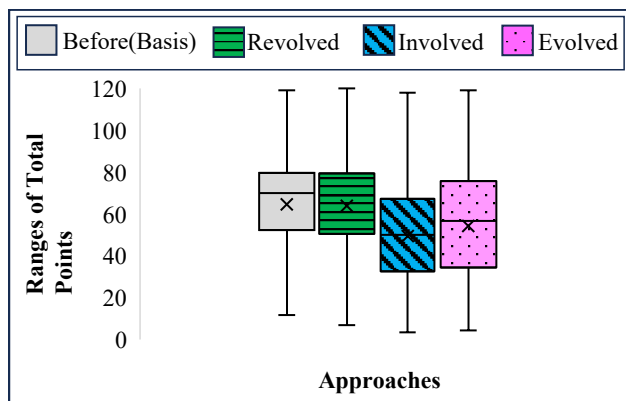 Before(Basis) Revolved Involved Evolved
120
100
80
60
40
20
0
Ranges of Total
Points
Approaches